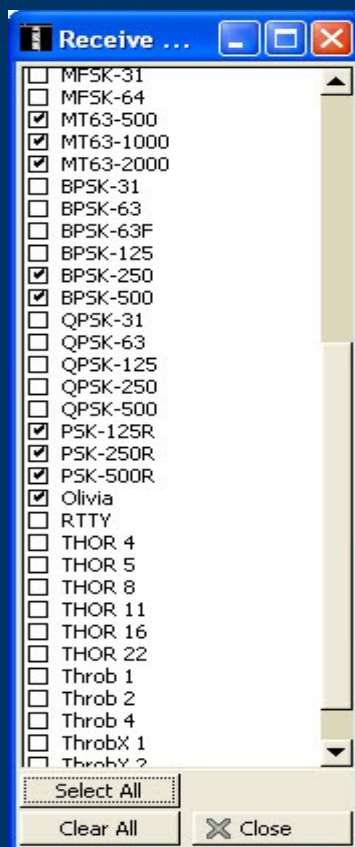 Receive ...
MFSK-31
MFSK-64
MT63-500
MT63-1000
MT63-2000
BPSK-31
BPSK-63
BPSK-63F
BPSK-125
BPSK-250
BPSK-500
QPSK-31
QPSK-63
QPSK-125
QPSK-250
QPSK-500
PSK-125R
PSK-250R
PSK-500R
Olivia
RTTY
THOR 4
THOR 5
THOR 8
THOR 11
THOR 16
THOR 22
Throb 1
Throb 2
Throb 4
ThrobX 1
ThrobX 2
Select All
Clear All
Close